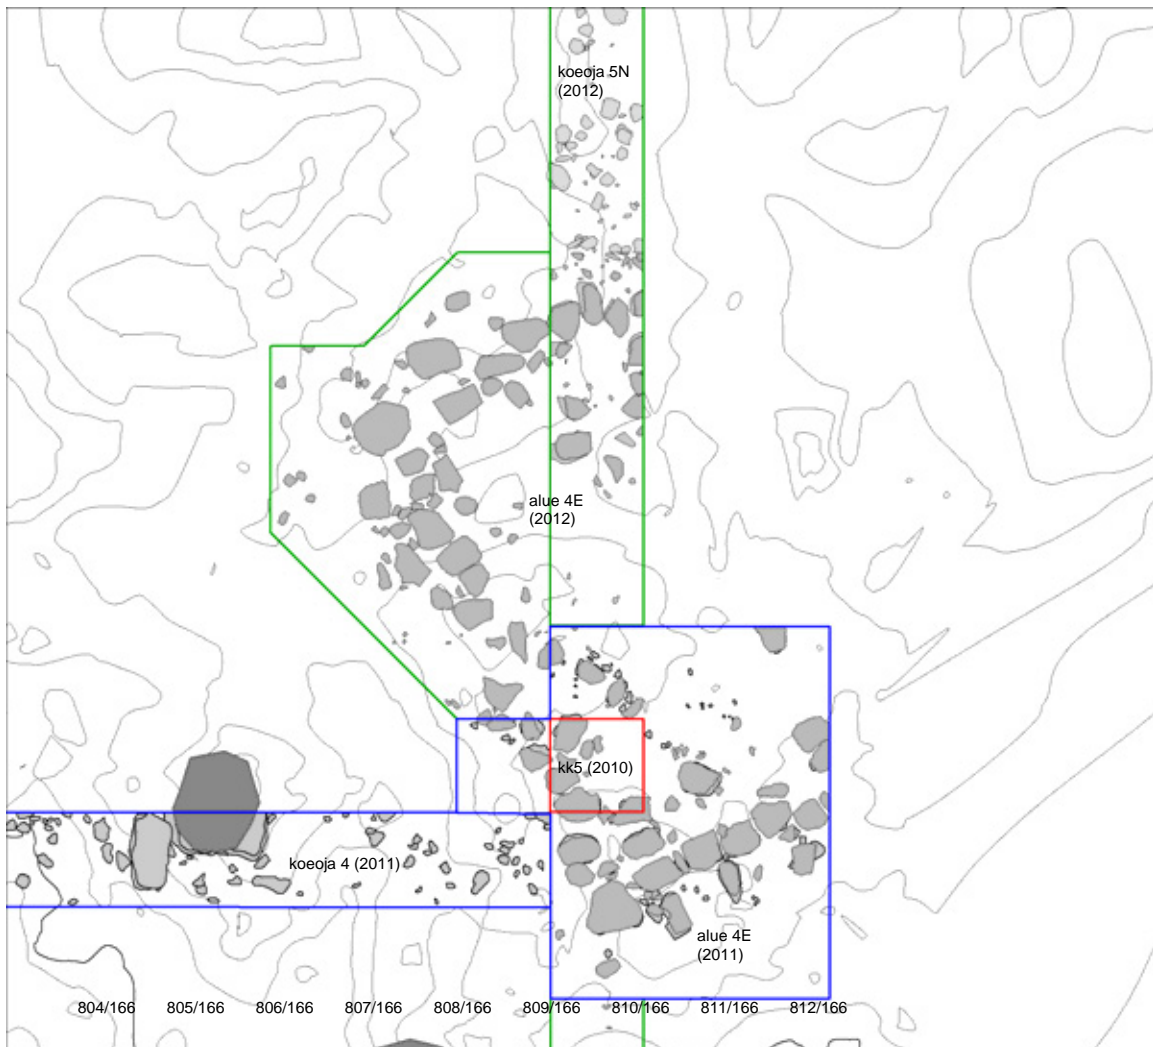 koeoja 5N
(2012)
alue 4E
(2012)
kk5 (2010)
koeoja 4 (2011)
alue 4E
(2011)
804/166 805/166 806/166 807/166 808/166 809/166 810/166 811/166 812/166